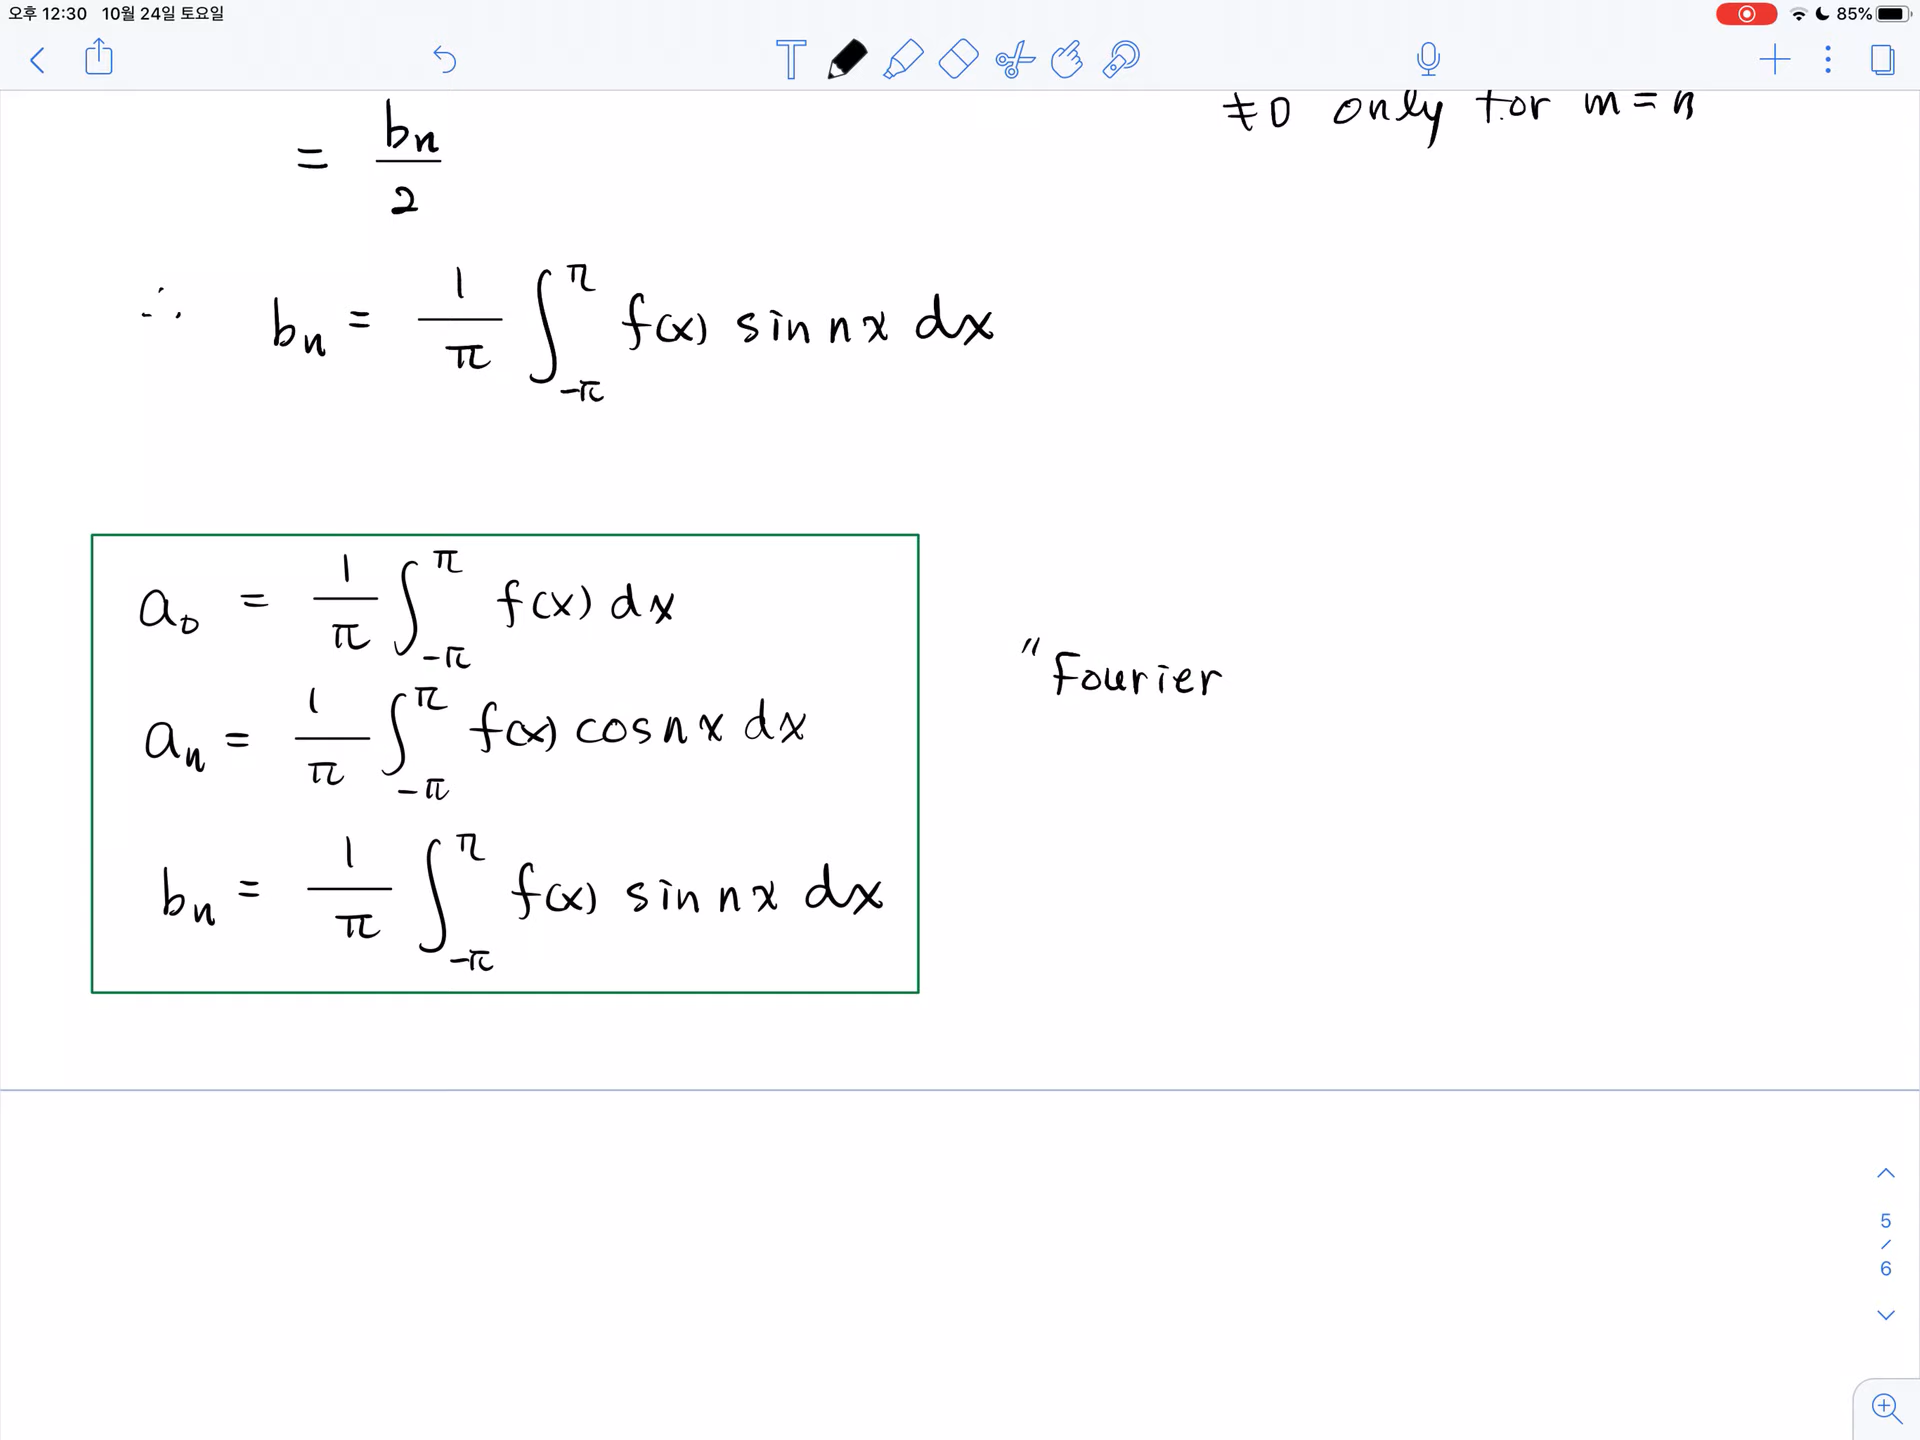 오후 12:30 10월 24일 토요일 85%
≠0 only for m = n
= bn/2
∴ bn = 1/π ∫_{-π}^{π} f(x) sin nx dx
a₀ = 1/π ∫_{-π}^{π} f(x) dx
an = 1/π ∫_{-π}^{π} f(x) cos nx dx
bn = 1/π ∫_{-π}^{π} f(x) sin nx dx
"Fourier
5
/
6